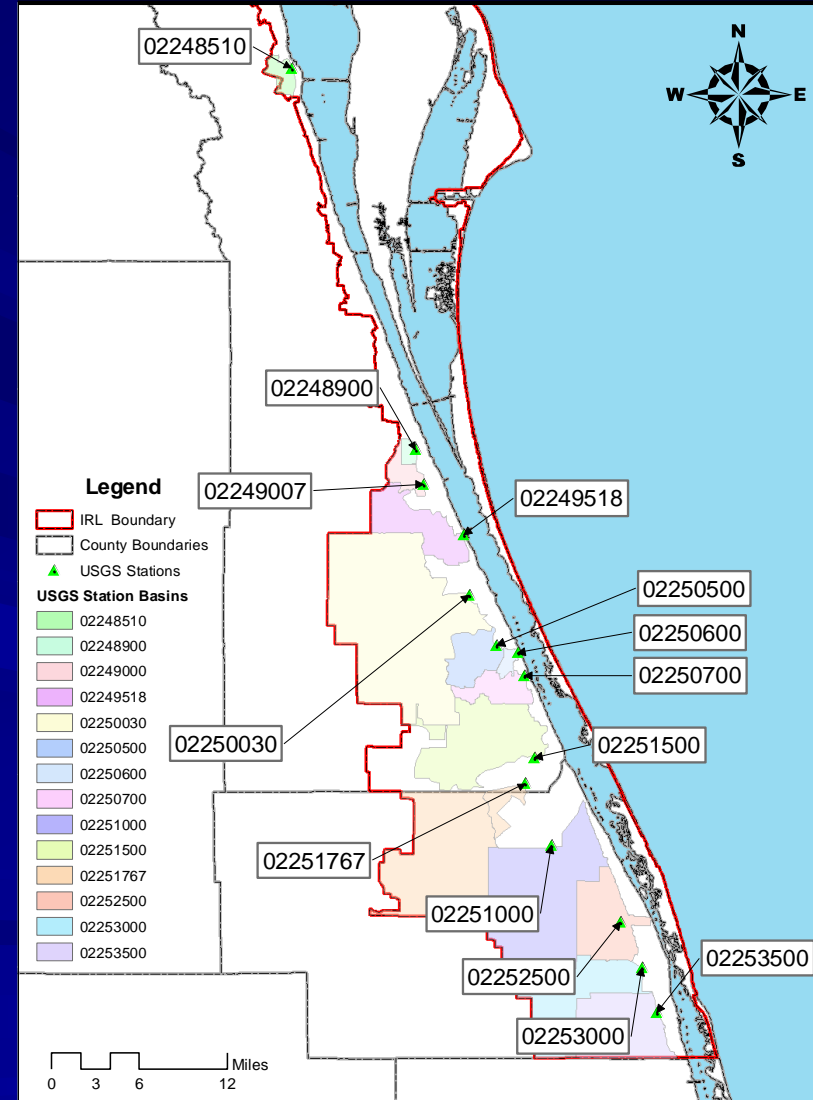 02248510
N
W E
S
02248900
02249007
02249518
02250500
02250600
02250700
02250030
02251500
02251767
02251000
02252500
02253500
02253000
Legend
IRL Boundary
County Boundaries
USGS Stations
USGS Station Basins
02248510
02248900
02249000
02249518
02250030
02250500
02250600
02250700
02251000
02251500
02251767
02252500
02253000
02253500
Miles
0 3 6 12